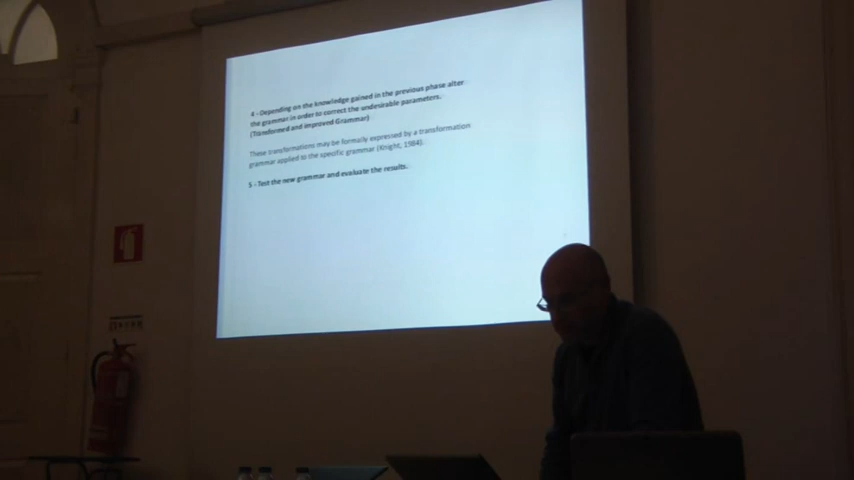 4 - Depending on the knowledge gained in the previous phase alter
the grammar in order to correct the undesirable parameters.
(Transformed and improved Grammar)
These transformations may be formally expressed by a transformation
grammar applied to the specific grammar (Knight, 1984).
5 - Test the new grammar and evaluate the results.